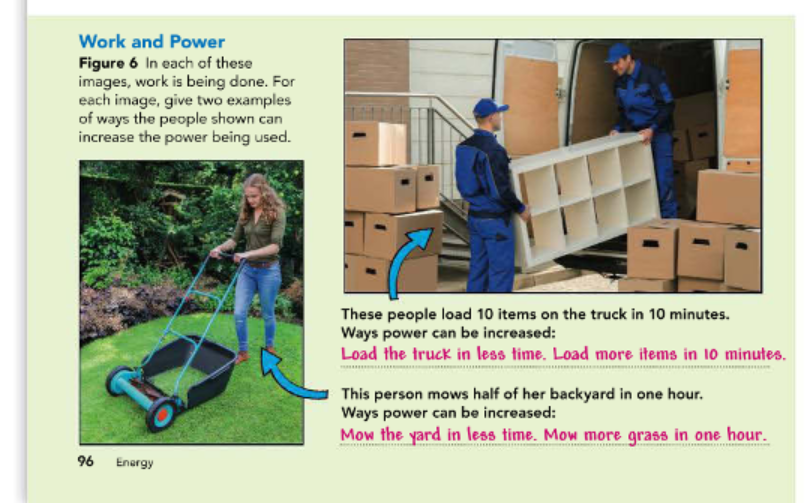 Work and Power
Figure 6 In each of these
images, work is being done. For
each image, give two examples
of ways the people shown can
increase the power being used.
These people load 10 items on the truck in 10 minutes.
Ways power can be increased:
Load the truck in less time. Load more items in 10 minutes.
This person mows half of her backyard in one hour.
Ways power can be increased:
Mow the yard in less time. Mow more grass in one hour.
96 Energy